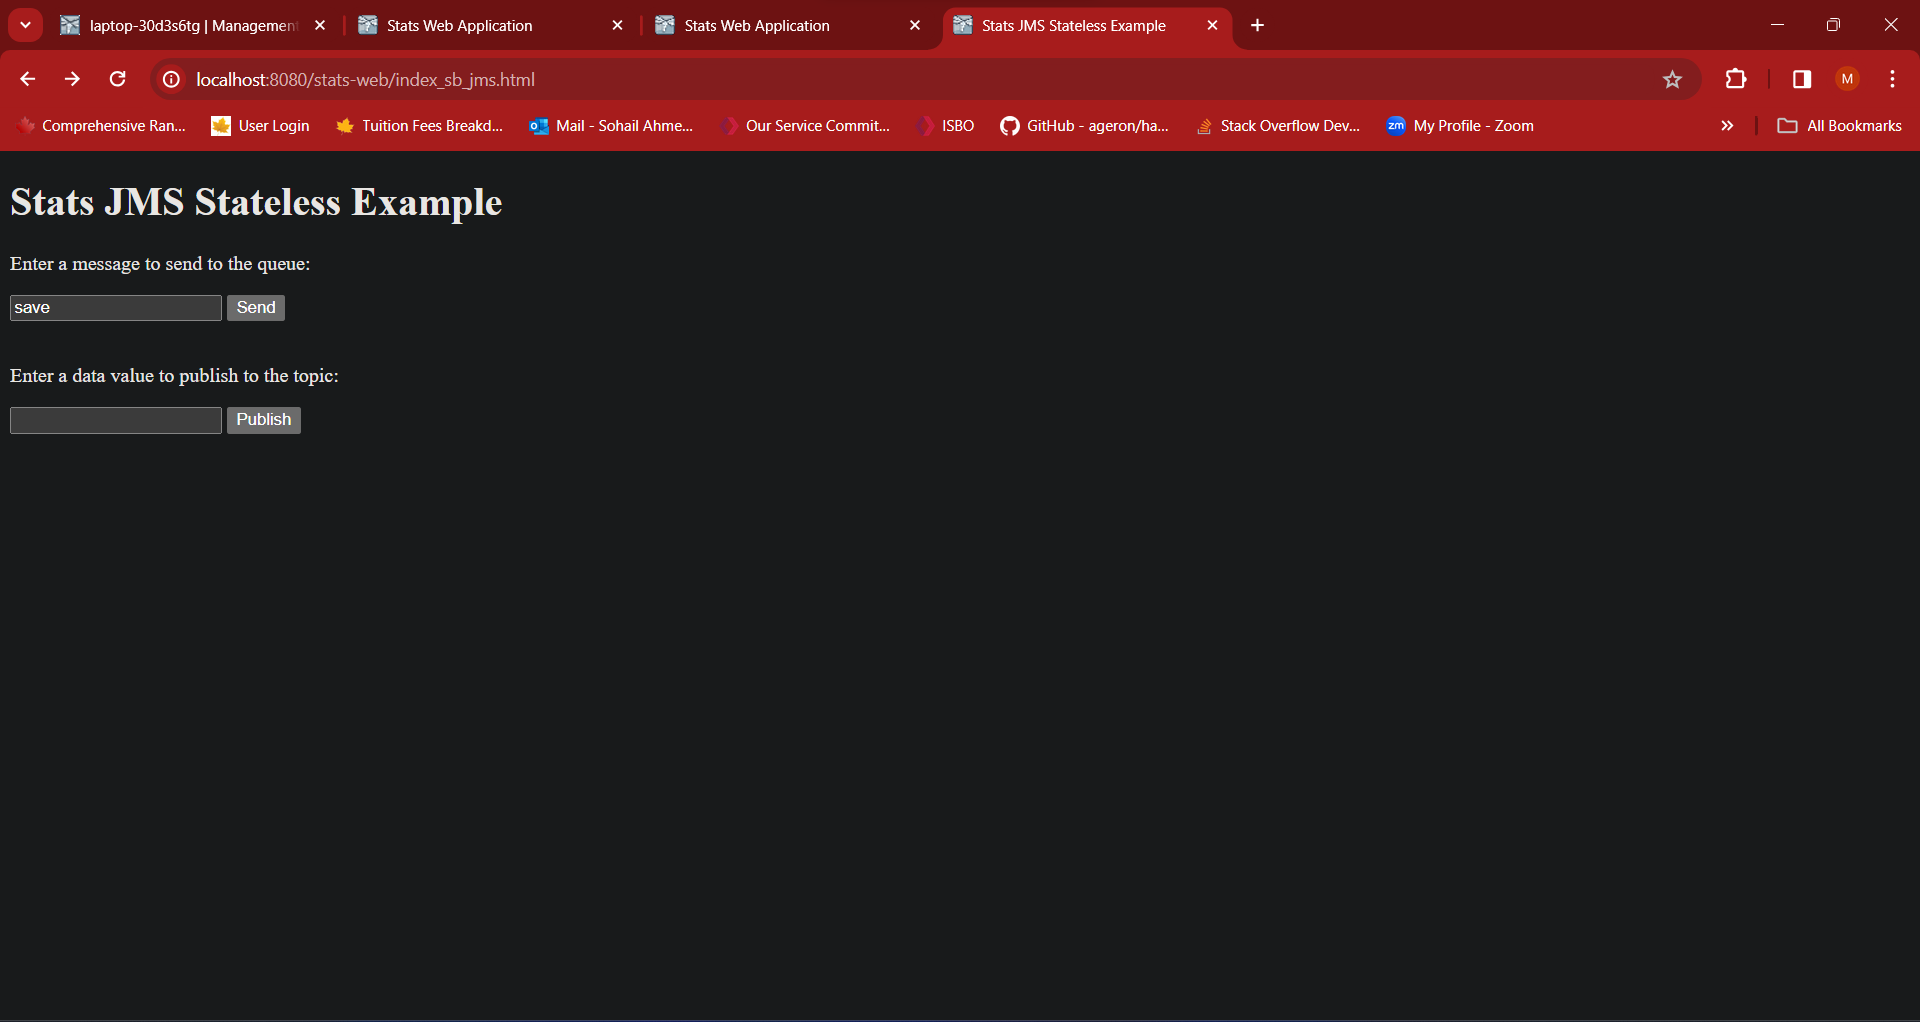 laptop-30d3s6tg | Management
Stats Web Application
Stats Web Application
Stats JMS Stateless Example
localhost:8080/stats-web/index_sb_jms.html
M
Comprehensive Ran...
User Login
Tuition Fees Breakd...
Mail - Sohail Ahme...
Our Service Commit...
ISBO
GitHub - ageron/ha...
Stack Overflow Dev...
zm My Profile - Zoom
All Bookmarks
Stats JMS Stateless Example
Enter a message to send to the queue:
save Send
Enter a data value to publish to the topic:
Publish